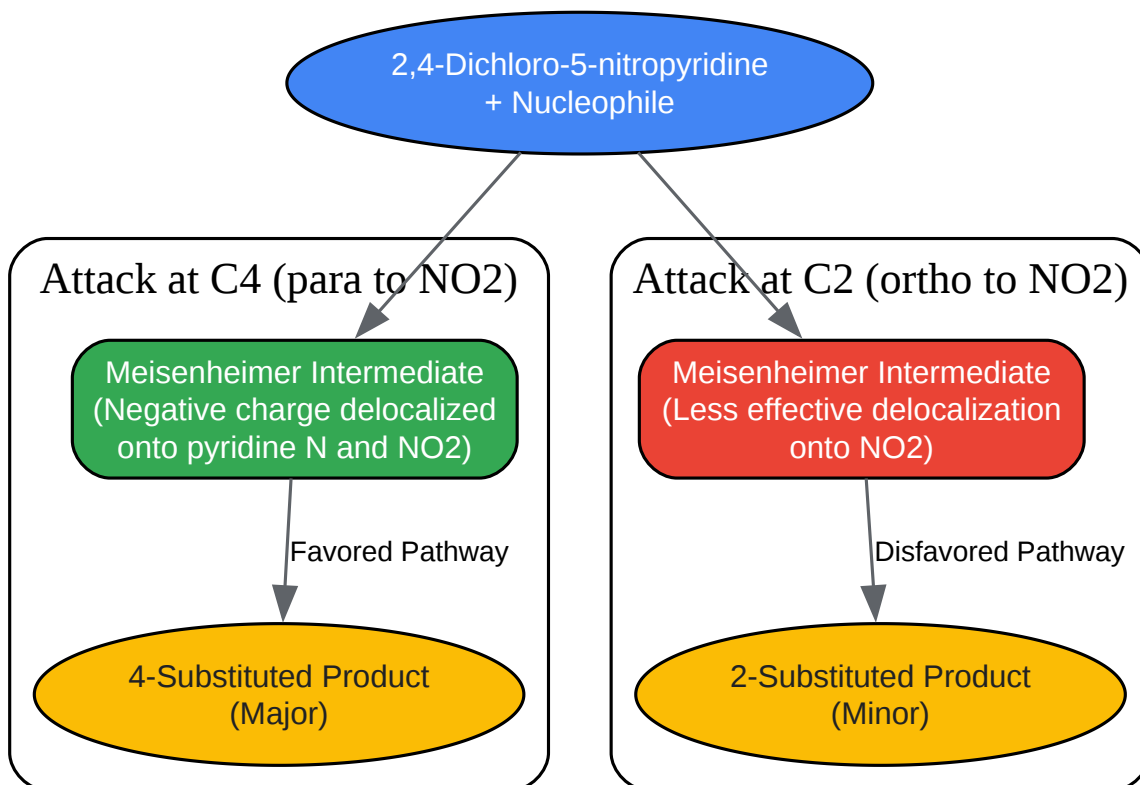 2,4-Dichloro-5-nitropyridine
+ Nucleophile
Attack at C4 (para to NO2)
Meisenheimer Intermediate
(Negative charge delocalized
onto pyridine N and NO2)
Favored Pathway
4-Substituted Product
(Major)
Attack at C2 (ortho to NO2)
Meisenheimer Intermediate
(Less effective delocalization
onto NO2)
Disfavored Pathway
2-Substituted Product
(Minor)